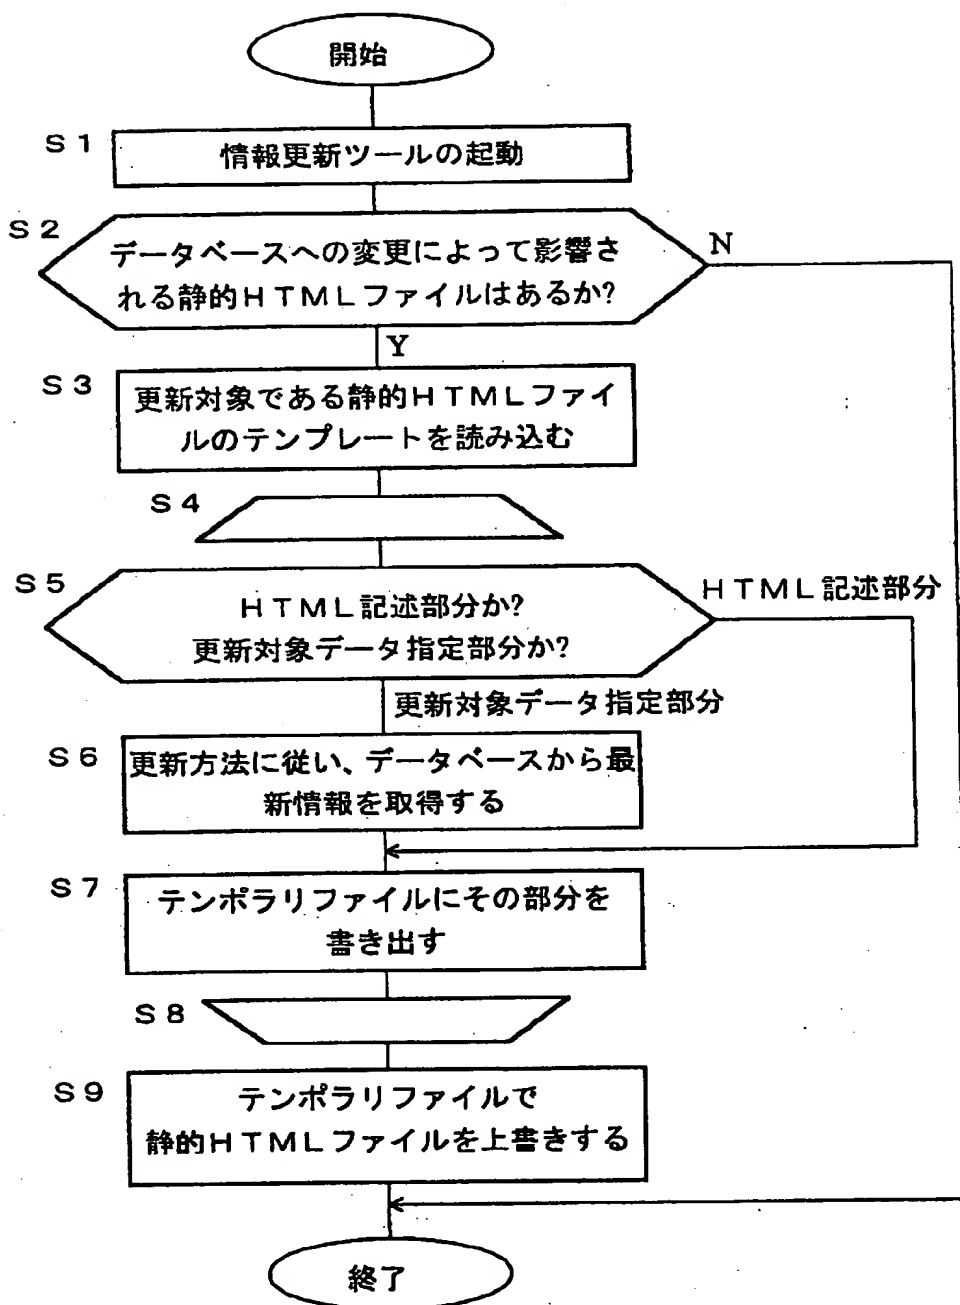 開始
S1
情報更新ツールの起動
S2
データベースへの変更によって影響さ
れる静的HTMLファイルはあるか?
N
Y
S3
更新対象である静的HTMLファイ
ルのテンプレートを読み込む
S4
S5
HTML記述部分か?
更新対象データ指定部分か?
HTML記述部分
更新対象データ指定部分
S6
更新方法に従い、データベースから最
新情報を取得する
S7
テンポラリファイルにその部分を
書き出す
S8
S9
テンポラリファイルで
静的HTMLファイルを上書きする
終了